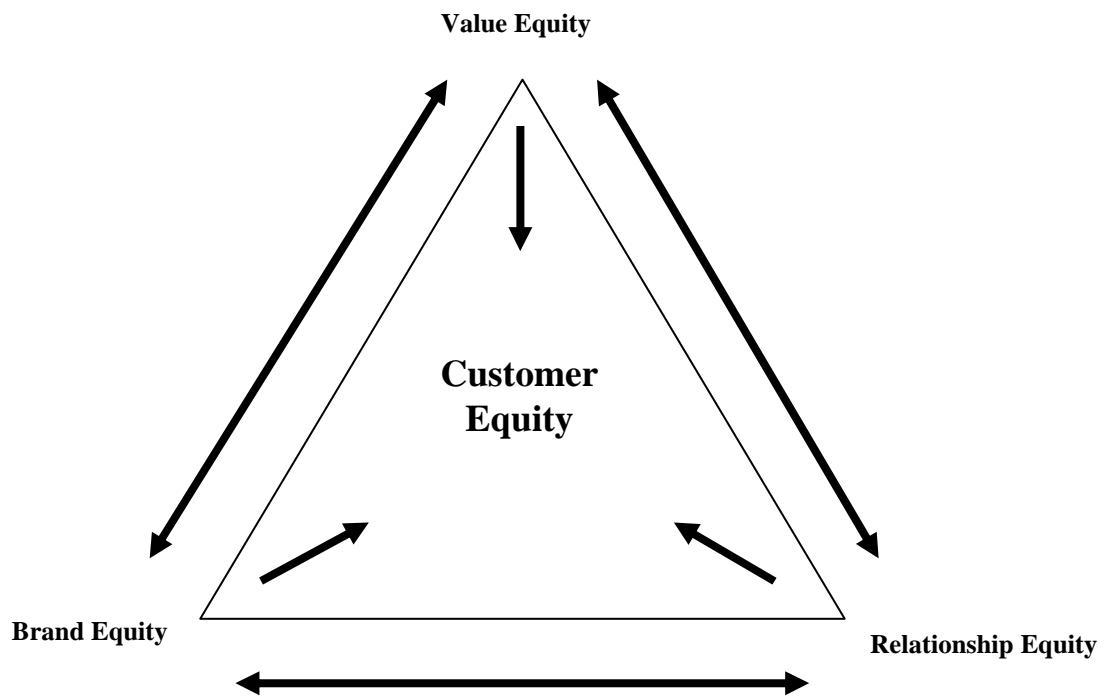 Value Equity
Customer
Equity
Brand Equity
Relationship Equity